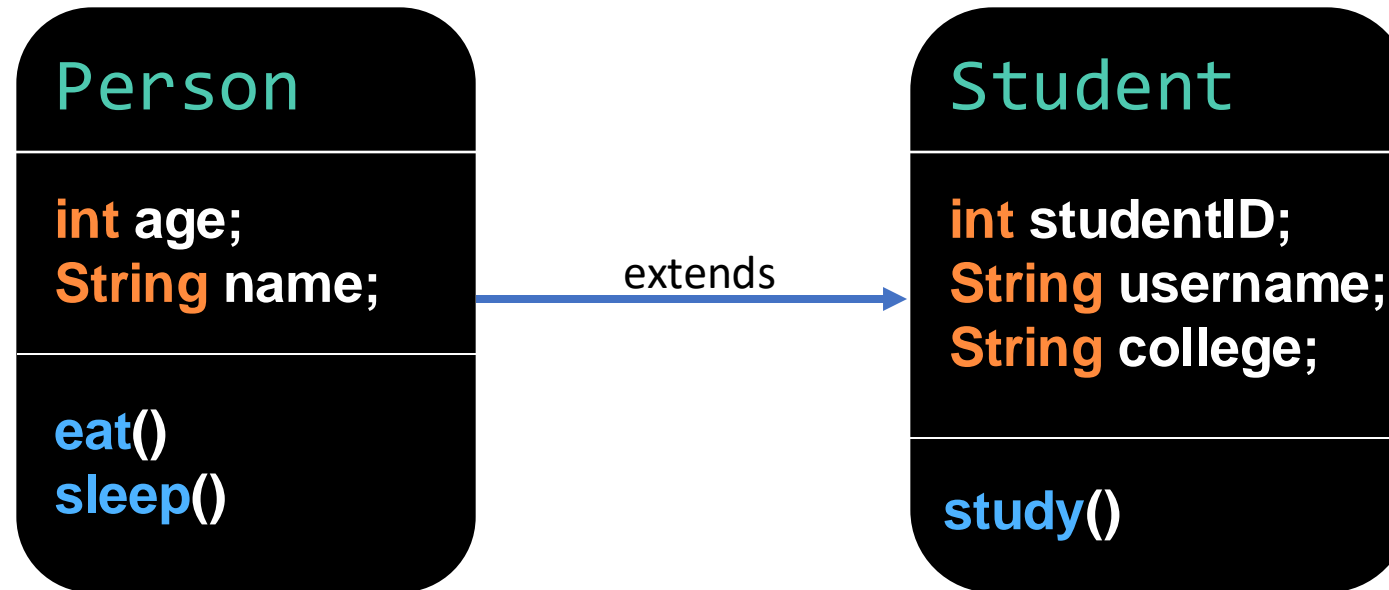 Person
int age;
String name;
eat()
sleep()
extends
Student
int studentID;
String username;
String college;
study()